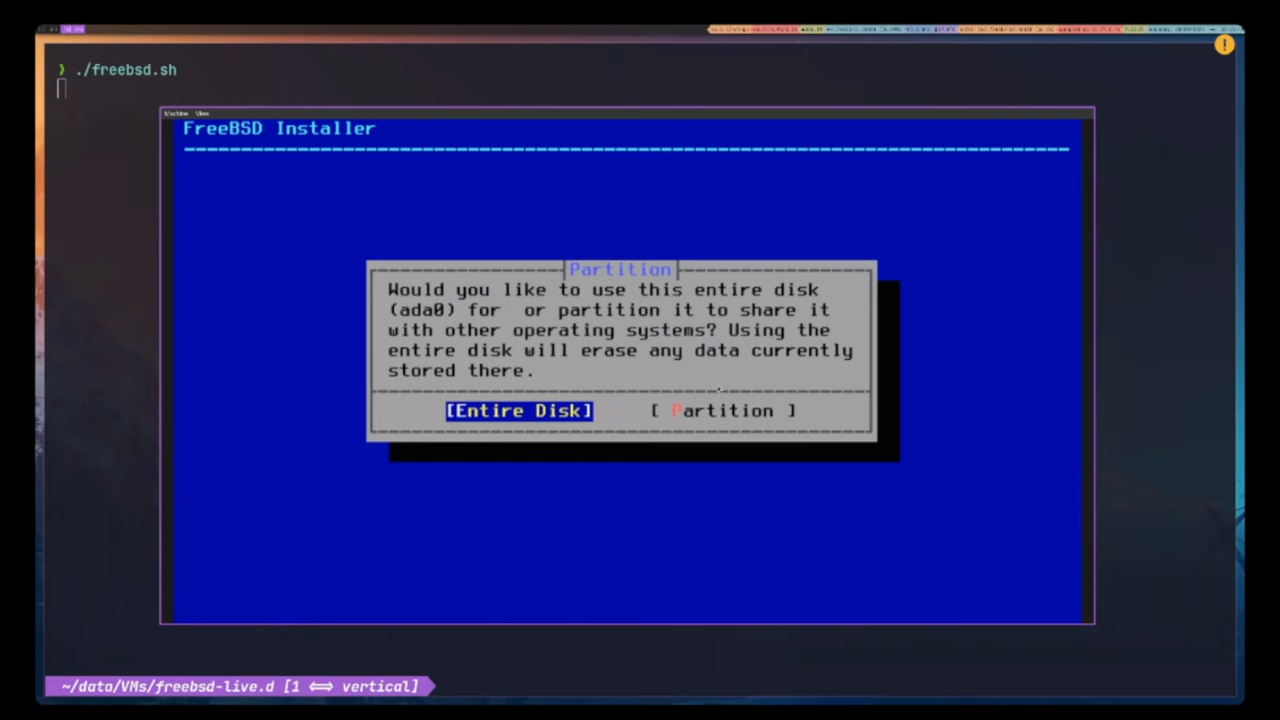 ❯ ./freebsd.sh
Machine View
FreeBSD Installer
Partition
Would you like to use this entire disk
(ada0) for  or partition it to share it
with other operating systems? Using the
entire disk will erase any data currently
stored there.
[Entire Disk] [ Partition ]
~/data/VMs/freebsd-live.d [1 ⟺ vertical]
!